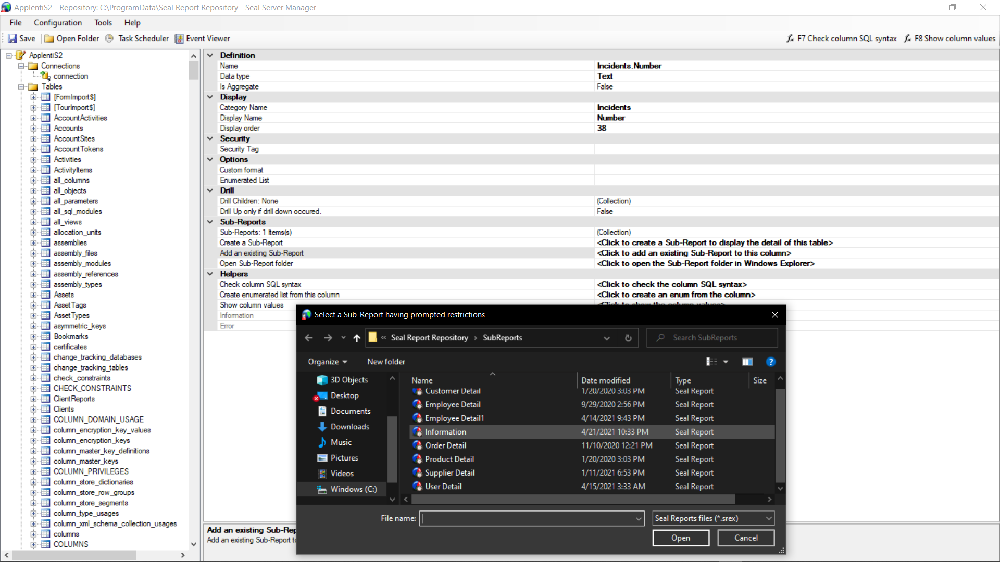 ApplentiS2 - Repository: C:\ProgramData\Seal Report Repository - Seal Server Manager
File Configuration Tools Help
Save Open Folder Task Scheduler Event Viewer fx F7 Check column SQL syntax fx F8 Show column values
ApplentiS2
Connections
connection
Tables
[FormImport$]
[TourImport$]
AccountActivities
Accounts
AccountSites
AccountTokens
Activities
ActivityItems
all_columns
all_objects
all_parameters
all_sql_modules
all_views
allocation_units
assemblies
assembly_files
assembly_modules
assembly_references
assembly_types
Assets
AssetTags
AssetTypes
asymmetric_keys
Bookmarks
certificates
change_tracking_databases
change_tracking_tables
check_constraints
CHECK_CONSTRAINTS
ClientReports
Clients
COLUMN_DOMAIN_USAGE
column_encryption_key_values
column_encryption_keys
column_master_key_definitions
column_master_keys
COLUMN_PRIVILEGES
column_store_dictionaries
column_store_row_groups
column_store_segments
column_type_usages
column_xml_schema_collection_usages
columns
COLUMNS
Definition
Name Incidents.Number
Data type Text
Is Aggregate False
Display
Category Name Incidents
Display Name Number
Display order 38
Security
Security Tag
Options
Custom format
Enumerated List
Drill
Drill Children: None (Collection)
Drill Up only if drill down occured. False
Sub-Reports
Sub-Reports: 1 Items(s) (Collection)
Create a Sub-Report <Click to create a Sub-Report to display the detail of this table>
Add an existing Sub-Report <Click to add an existing Sub-Report to this column>
Open Sub-Report folder <Click to open the Sub-Report folder in Windows Explorer>
Helpers
Check column SQL syntax <Click to check the column SQL syntax>
Create enumerated list from this column <Click to create an enum from the column>
Show column values <Click to show the column values>
Information
Error
Add an existing Sub-Rep
Add an existing Sub-Report to
Select a Sub-Report having prompted restrictions
« Seal Report Repository › SubReports Search SubReports
Organize New folder
3D Objects
Desktop
Documents
Downloads
Music
Pictures
Videos
Windows (C:)
Name Date modified Type Size
Customer Detail 1/20/2020 3:03 PM Seal Report
Employee Detail 9/29/2020 2:56 PM Seal Report
Employee Detail1 4/14/2021 9:43 PM Seal Report
Information 4/21/2021 10:33 PM Seal Report
Order Detail 11/10/2020 12:21 PM Seal Report
Product Detail 1/20/2020 3:03 PM Seal Report
Supplier Detail 1/11/2021 6:53 PM Seal Report
User Detail 4/15/2021 3:33 AM Seal Report
File name: Seal Reports files (*.srex)
Open Cancel